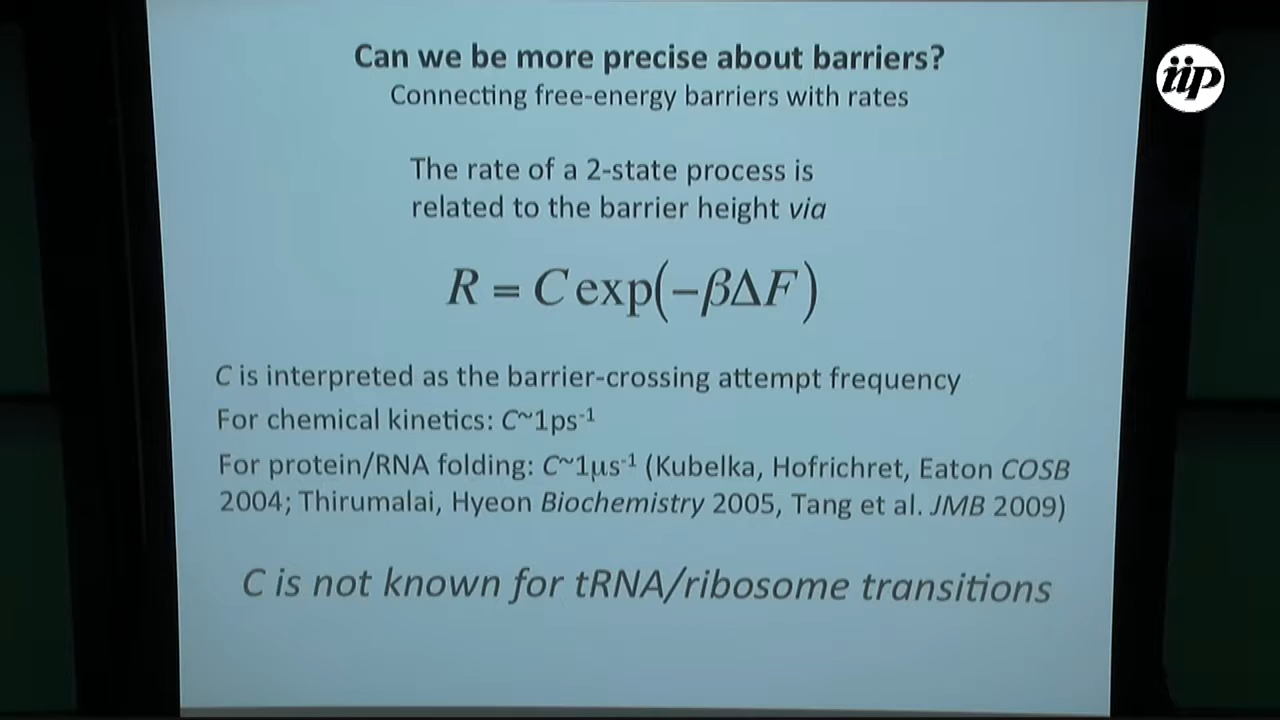 iip
Can we be more precise about barriers?
Connecting free-energy barriers with rates
The rate of a 2-state process is
related to the barrier height via
R = C exp(−βΔF)
C is interpreted as the barrier-crossing attempt frequency
For chemical kinetics: C~1ps⁻¹
For protein/RNA folding: C~1μs⁻¹ (Kubelka, Hofrichret, Eaton COSB
2004; Thirumalai, Hyeon Biochemistry 2005, Tang et al. JMB 2009)
C is not known for tRNA/ribosome transitions